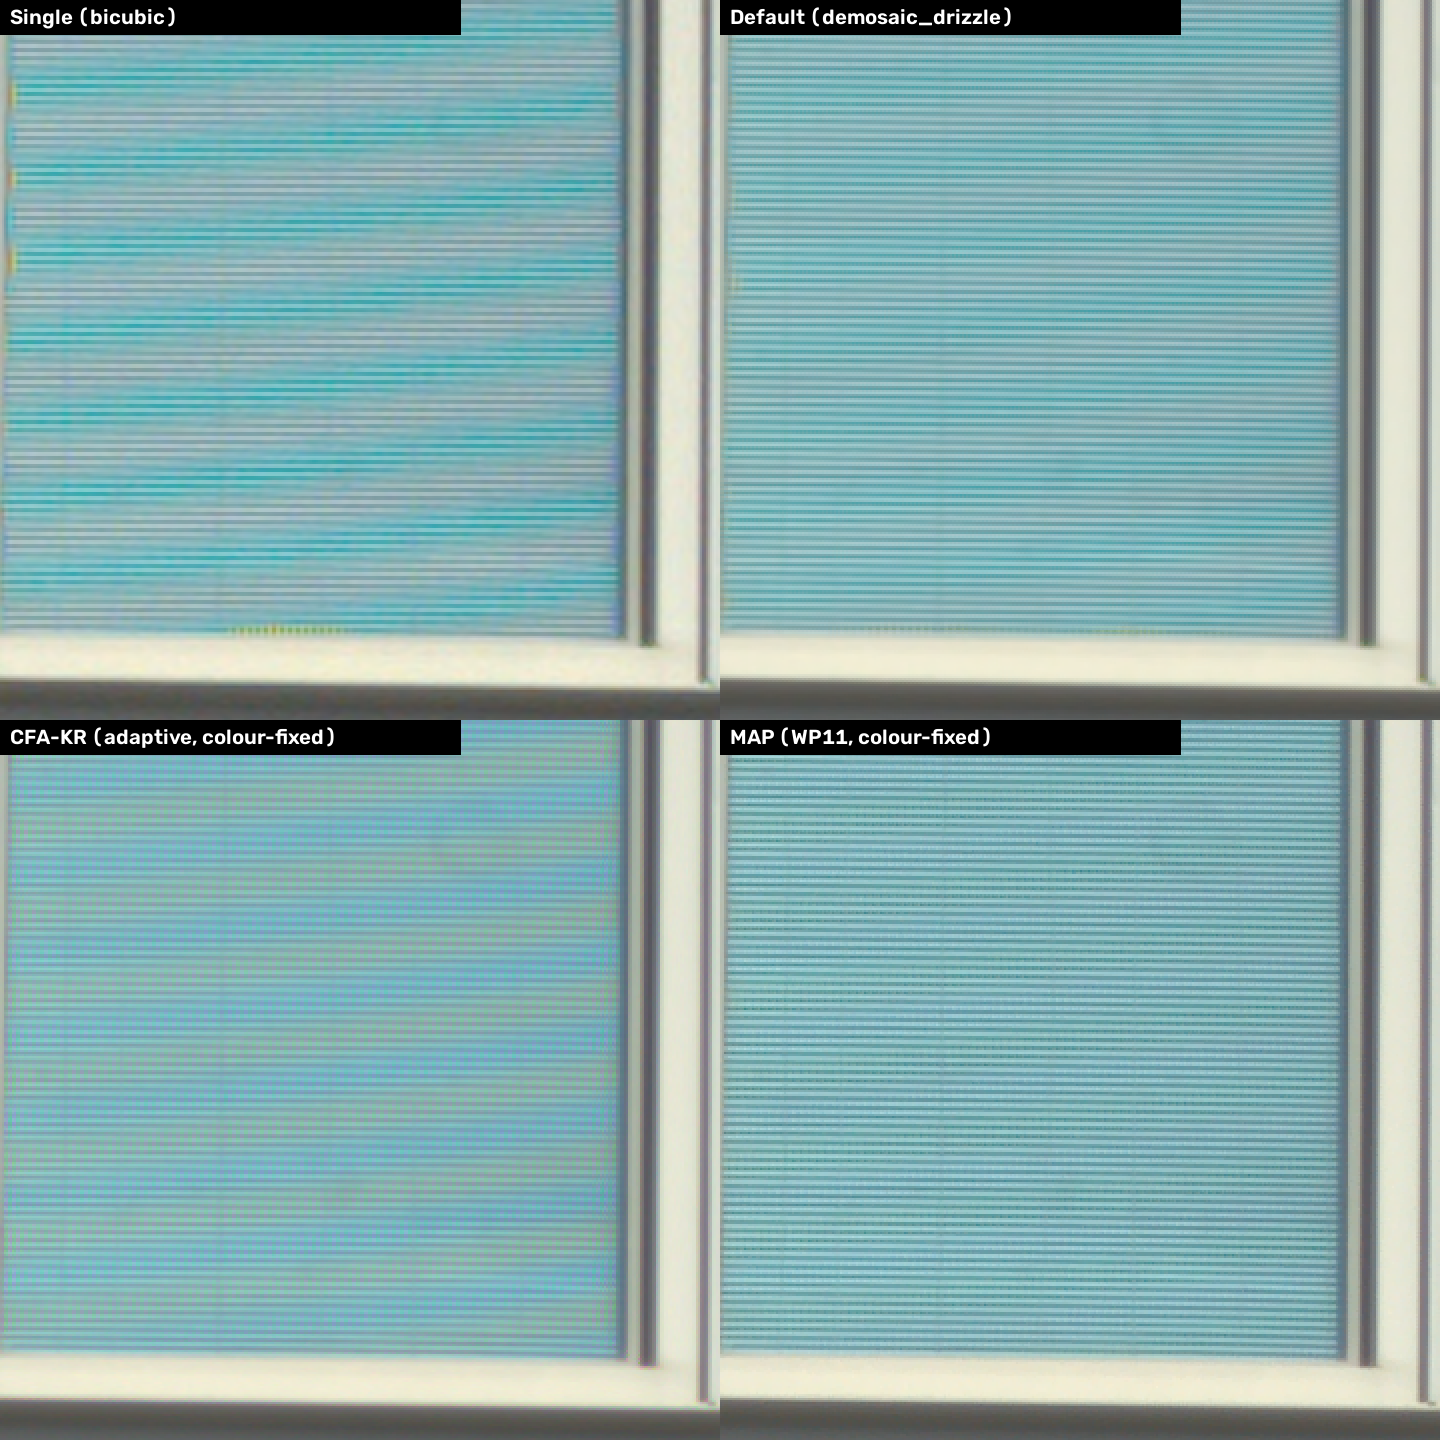 Single (bicubic)
Default (demosaic_drizzle)
CFA-KR (adaptive, colour-fixed)
MAP (WP11, colour-fixed)